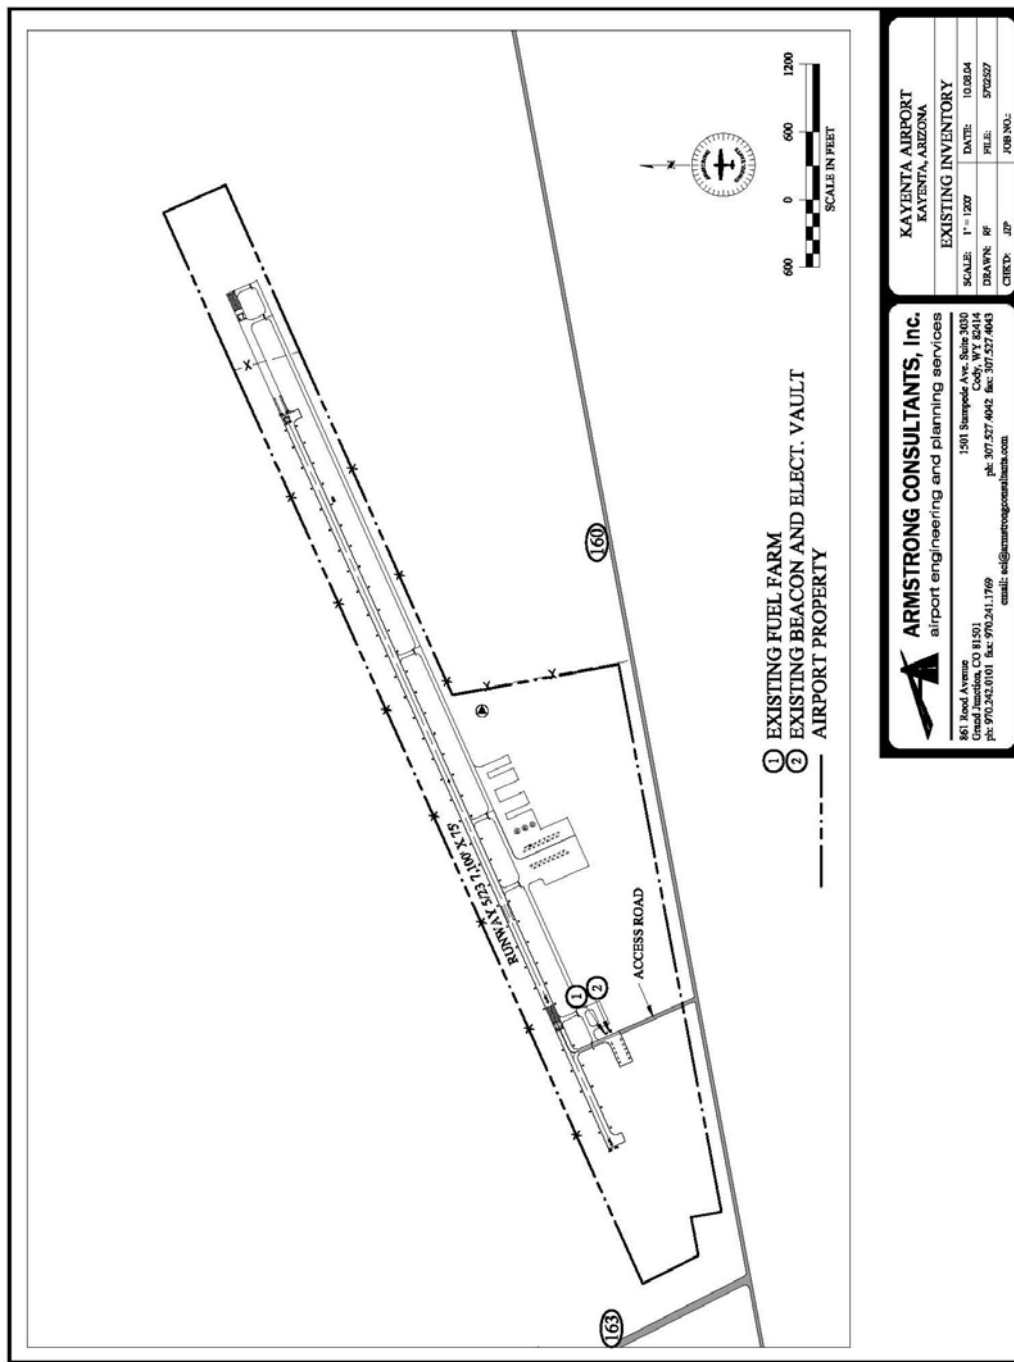 RUNWAY 5/23 7,100' X 75'
ACCESS ROAD
160
163
1
2
1 EXISTING FUEL FARM
2 EXISTING BEACON AND ELECT. VAULT
AIRPORT PROPERTY
N
600 0 600 1200
SCALE IN FEET
ARMSTRONG CONSULTANTS, Inc.
airport engineering and planning services
861 Rood Avenue
Grand Junction, CO 81501
ph: 970.242.0101 fax: 970.241.1769
1501 Stampede Ave. Suite 3030
Cody, WY 82414
ph: 307.527.4042 fax: 307.527.4043
email: aci@armstrongconsultants.com
KAYENTA AIRPORT
KAYENTA, ARIZONA
EXISTING INVENTORY
SCALE: 1" = 1200' DATE: 10.08.04
DRAWN: RF FILE: 5702527
CHK'D: JZP JOB NO.: